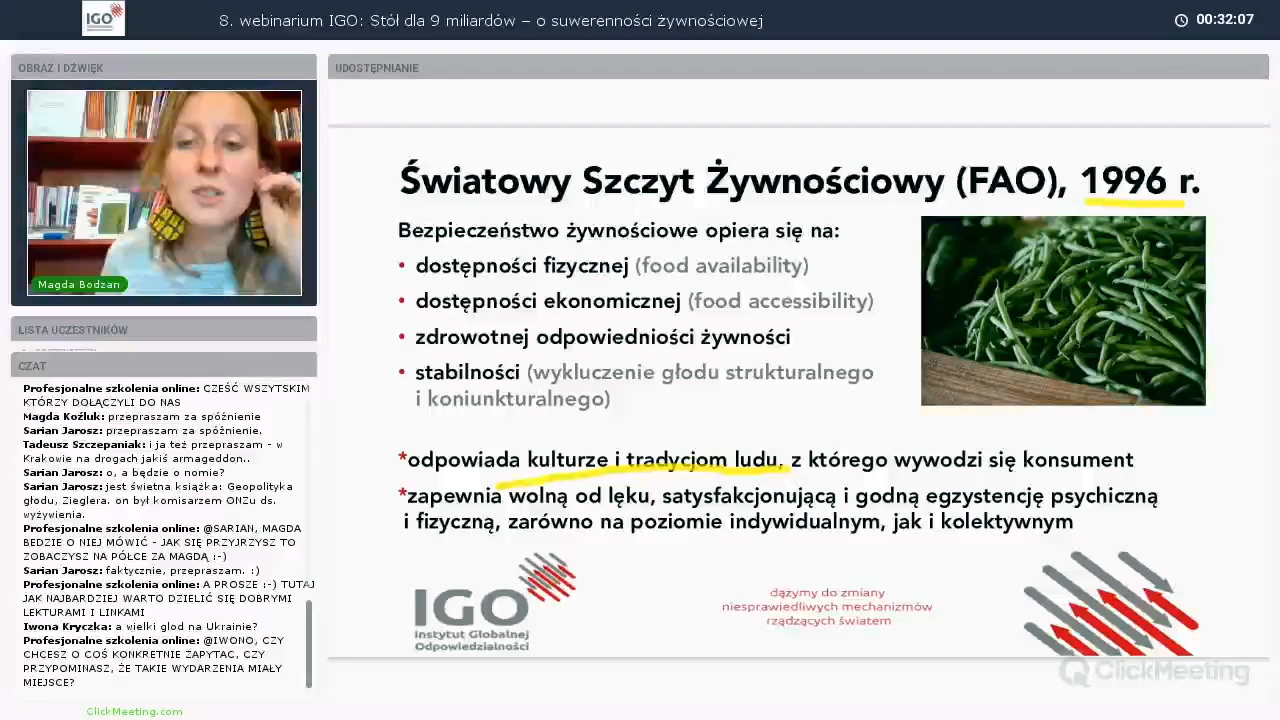 IGO
8. webinarium IGO: Stół dla 9 miliardów – o suwerenności żywnościowej
00:32:07
OBRAZ I DŹWIĘK
Magda Bodzan
LISTA UCZESTNIKÓW
CZAT
Profesjonalne szkolenia online: CZEŚĆ WSZYTSKIM
KTÓRZY DOŁĄCZYLI DO NAS
Magda Koźluk: przepraszam za spóźnienie
Sarian Jarosz: przepraszam za spóźnienie.
Tadeusz Szczepaniak: i ja też przepraszam - w
Krakowie na drogach jakiś armageddon..
Sarian Jarosz: o, a będzie o nomie?
Sarian Jarosz: jest świetna książka: Geopolityka
głodu, Zieglera. on był komisarzem ONZu ds.
wyżywienia.
Profesjonalne szkolenia online: @SARIAN, MAGDA
BEDZIE O NIEJ MÓWIĆ - JAK SIĘ PRZYJRZYSZ TO
ZOBACZYSZ NA PÓŁCE ZA MAGDĄ :-)
Sarian Jarosz: faktycznie, przepraszam. :)
Profesjonalne szkolenia online: A PROSZE :-) TUTAJ
JAK NAJBARDZIEJ WARTO DZIELIĆ SIĘ DOBRYMI
LEKTURAMI I LINKAMI
Iwona Kryczka: a wielki glod na Ukrainie?
Profesjonalne szkolenia online: @IWONO, CZY
CHCESZ O COŚ KONKRETNIE ZAPYTAĆ, CZY
PRZYPOMINASZ, ŻE TAKIE WYDARZENIA MIAŁY
MIEJSCE?
ClickMeeting.com
UDOSTĘPNIANIE
Światowy Szczyt Żywnościowy (FAO), 1996 r.
Bezpieczeństwo żywnościowe opiera się na:
• dostępności fizycznej (food availability)
• dostępności ekonomicznej (food accessibility)
• zdrowotnej odpowiedniości żywności
• stabilności (wykluczenie głodu strukturalnego
i koniunkturalnego)
*odpowiada kulturze i tradycjom ludu, z którego wywodzi się konsument
*zapewnia wolną od lęku, satysfakcjonującą i godną egzystencję psychiczną
i fizyczną, zarówno na poziomie indywidualnym, jak i kolektywnym
IGO
Instytut Globalnej
Odpowiedzialności
dążymy do zmiany
niesprawiedliwych mechanizmów
rządzących światem
ClickMeeting